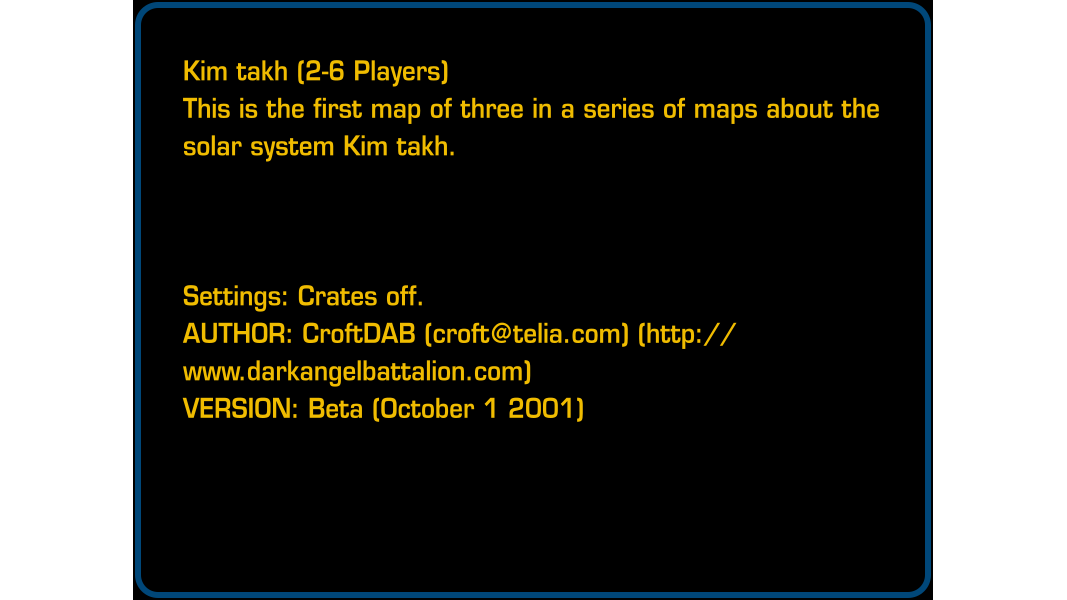 Kim takh (2-6 Players)
This is the first map of three in a series of maps about the
solar system Kim takh.
Settings: Crates off.
AUTHOR: CroftDAB (croft@telia.com) (http://
www.darkangelbattalion.com)
VERSION: Beta (October 1 2001)